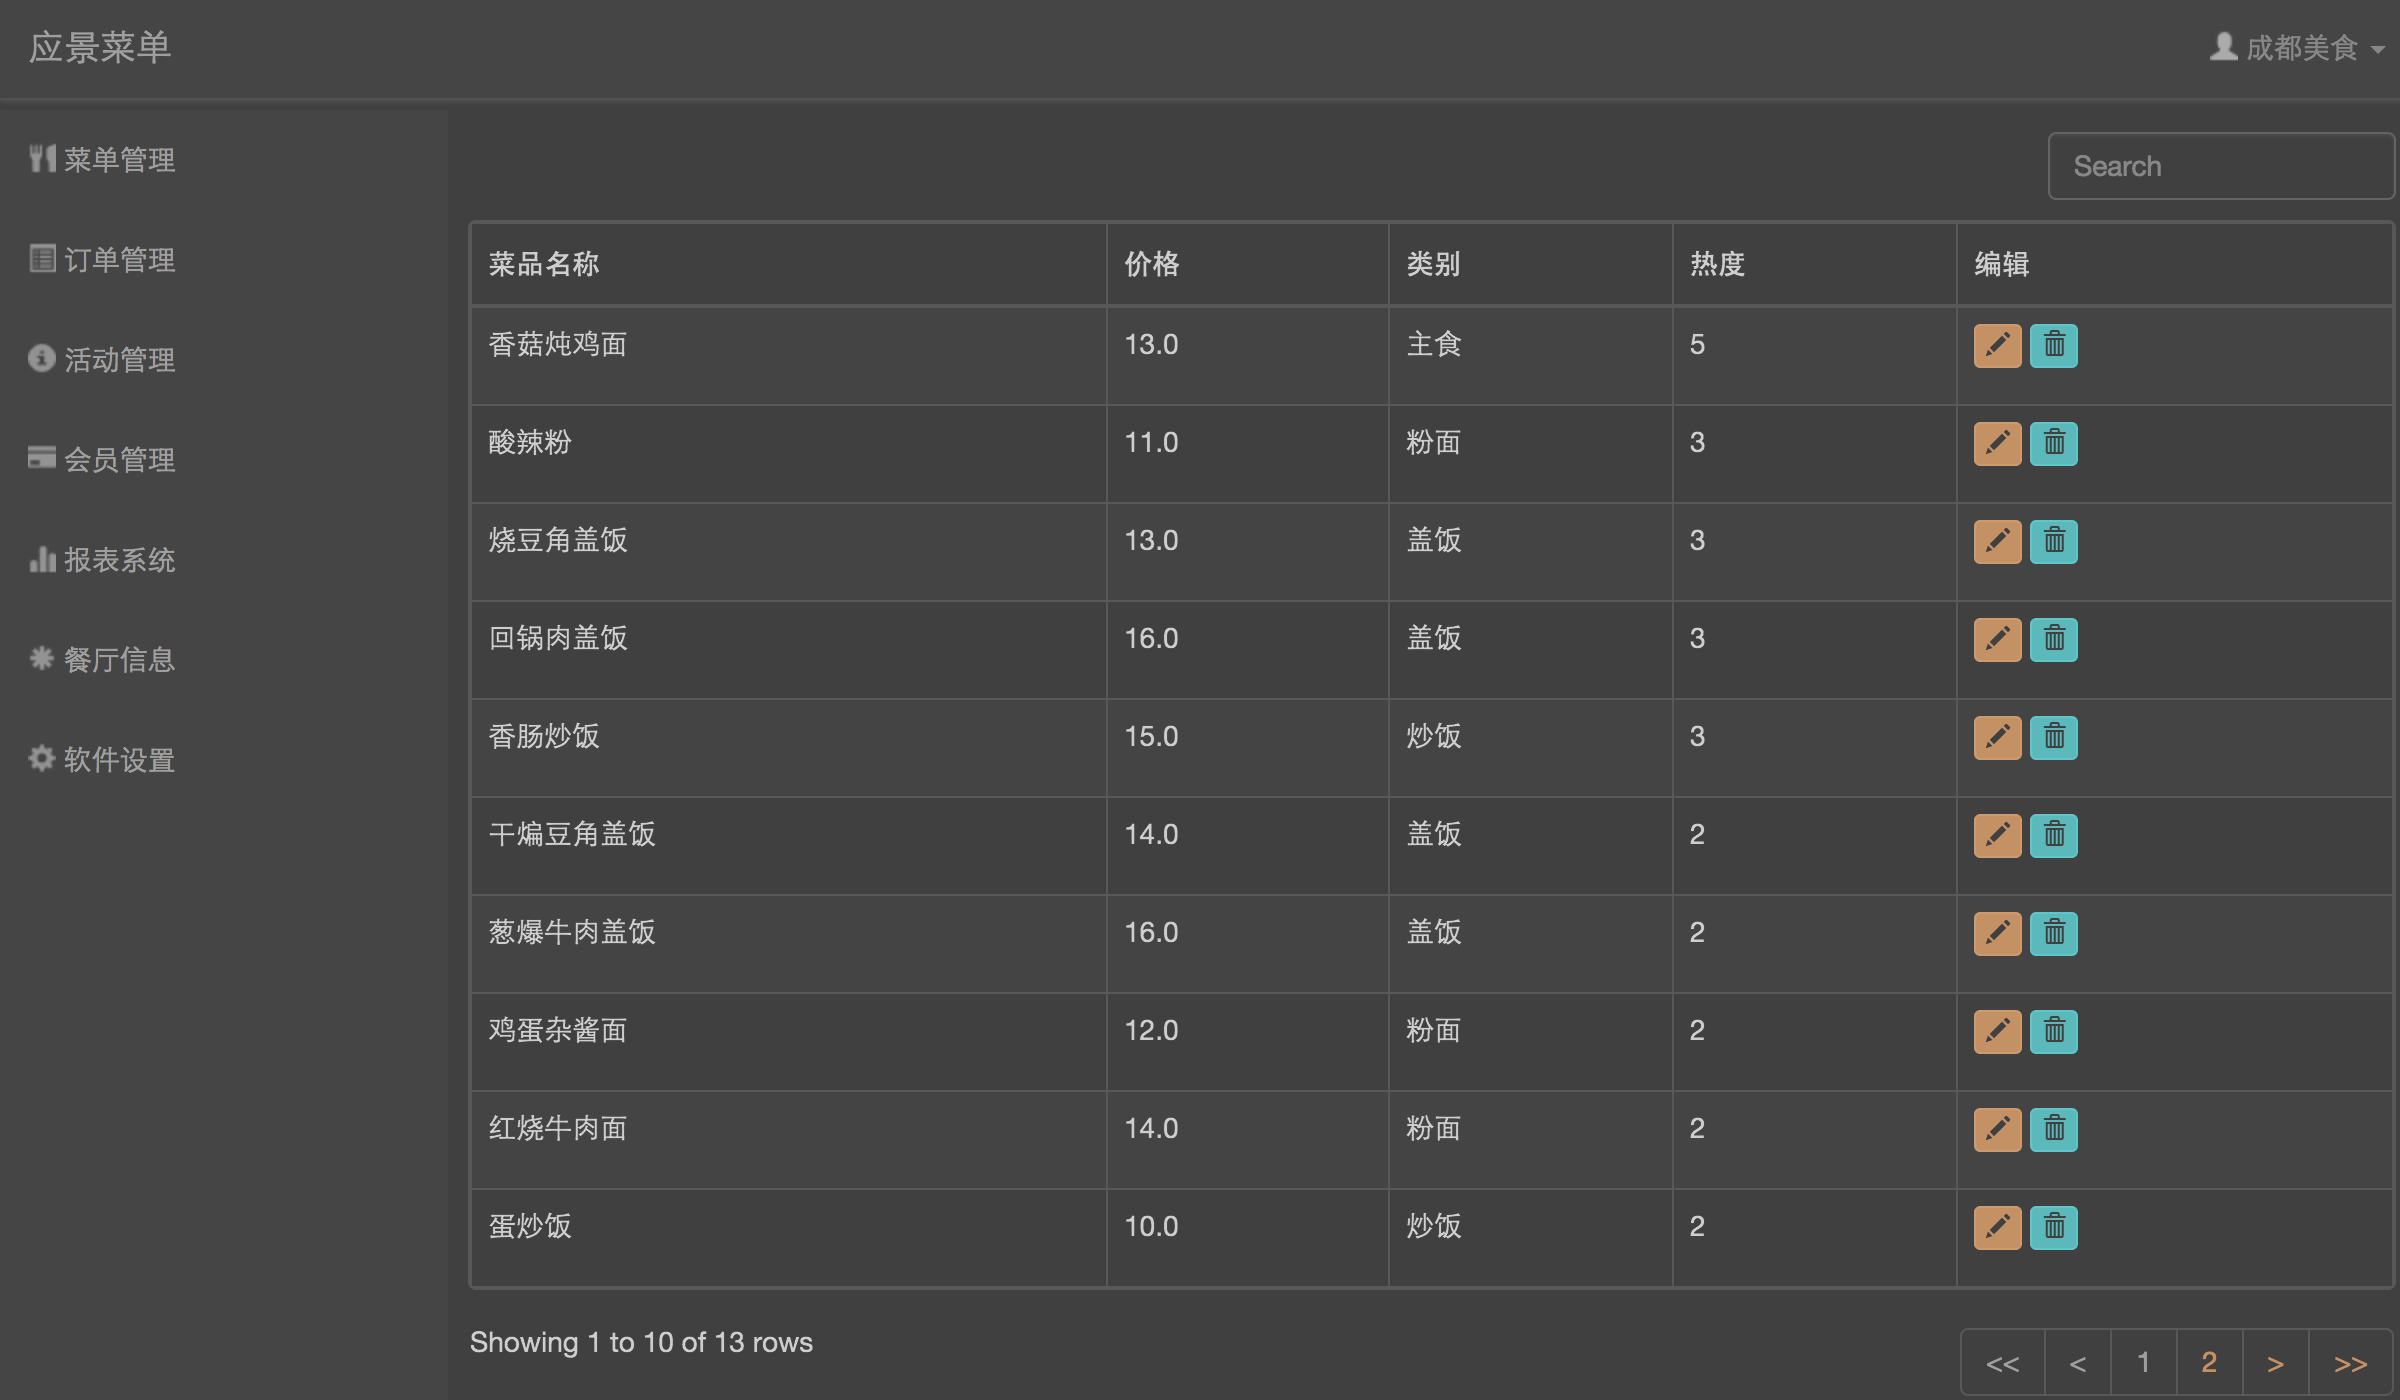 应景菜单
成都美食
菜单管理
订单管理
活动管理
会员管理
报表系统
餐厅信息
软件设置
Search
菜品名称 价格 类别 热度 编辑
香菇炖鸡面 13.0 主食 5
酸辣粉 11.0 粉面 3
烧豆角盖饭 13.0 盖饭 3
回锅肉盖饭 16.0 盖饭 3
香肠炒饭 15.0 炒饭 3
干煸豆角盖饭 14.0 盖饭 2
葱爆牛肉盖饭 16.0 盖饭 2
鸡蛋杂酱面 12.0 粉面 2
红烧牛肉面 14.0 粉面 2
蛋炒饭 10.0 炒饭 2
Showing 1 to 10 of 13 rows
<< < 1 2 > >>